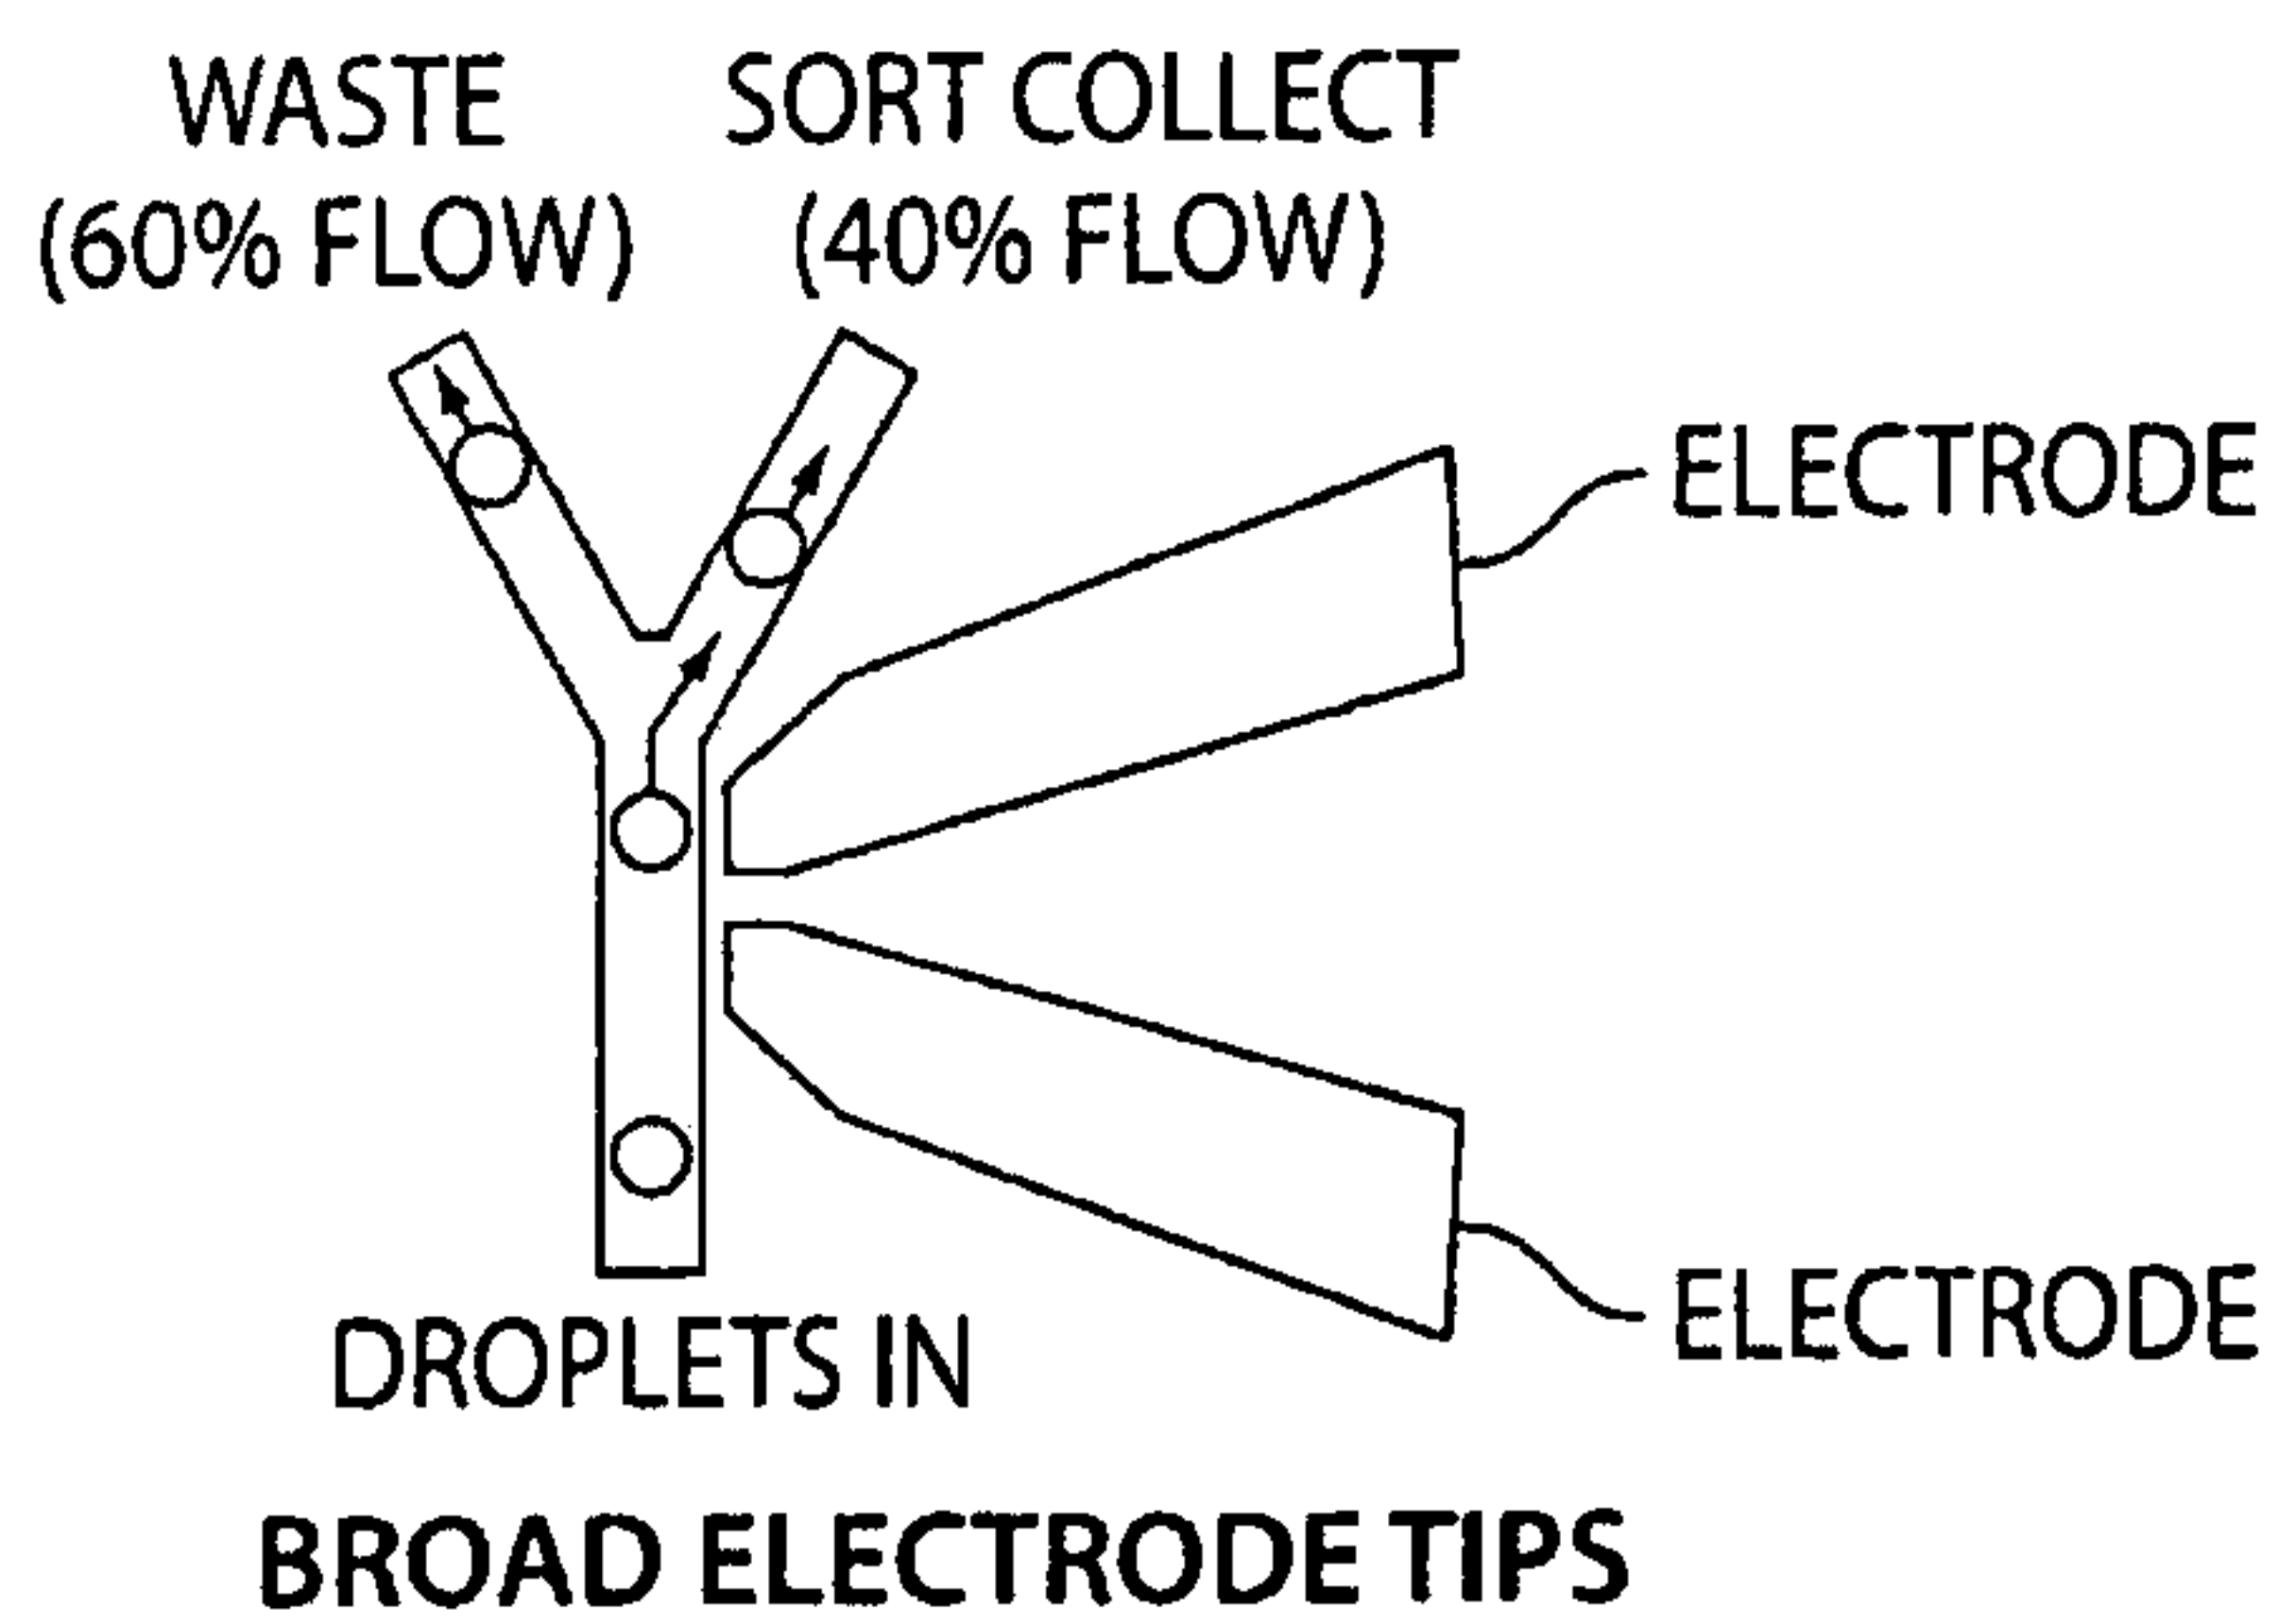 WASTE
(60% FLOW)
SORT COLLECT
(40% FLOW)
ELECTRODE
ELECTRODE
DROPLETS IN
BROAD ELECTRODE TIPS